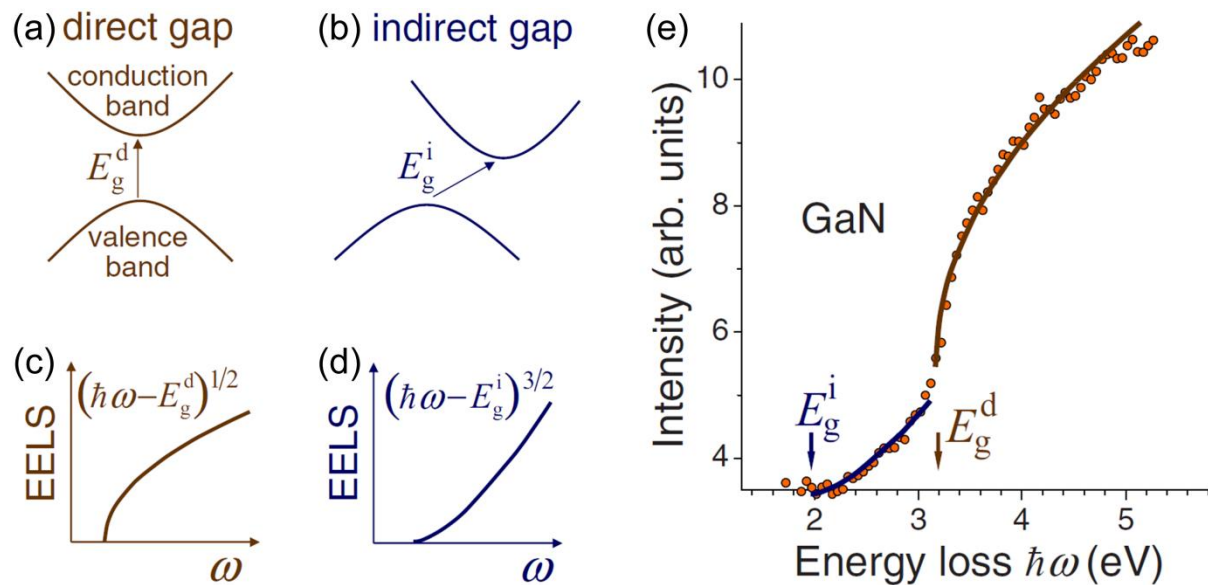 (a) direct gap
conduction
band
E_g^d
valence
band
(b) indirect gap
E_g^i
(c)
EELS
(ħω−E_g^d)^1/2
ω
(d)
EELS
(ħω−E_g^i)^3/2
ω
(e)
Intensity (arb. units)
10
8
6
4
GaN
E_g^i
E_g^d
2 3 4 5
Energy loss ħω (eV)